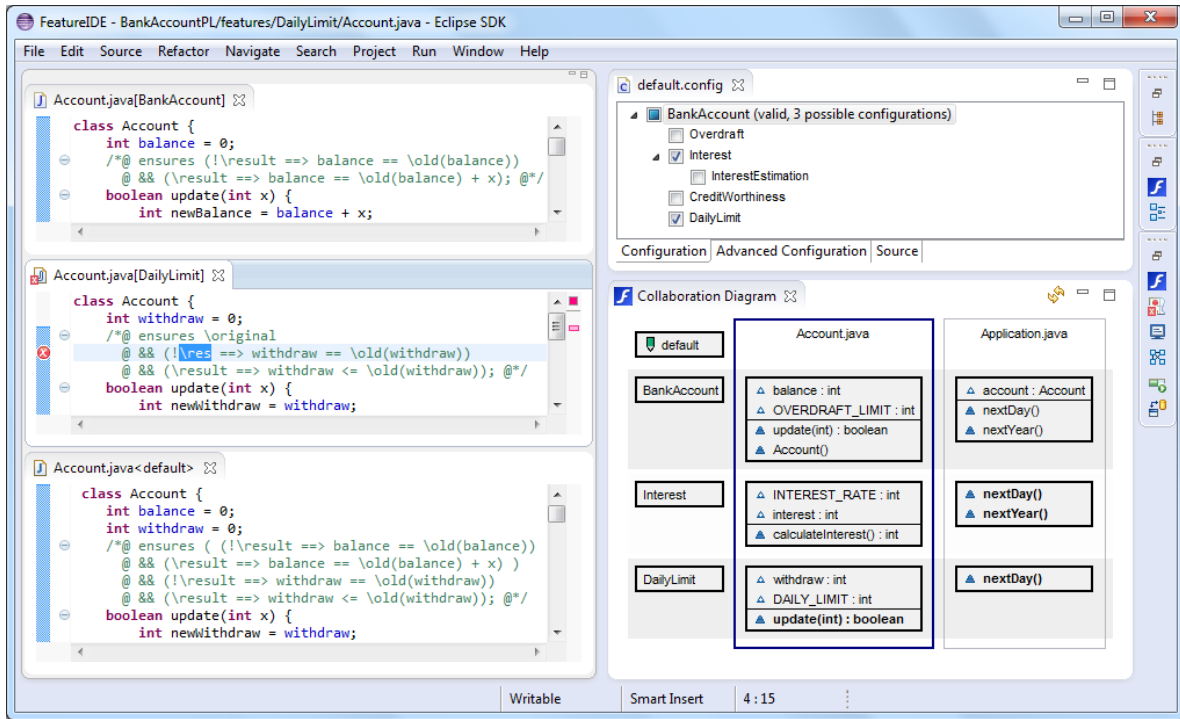 FeatureIDE - BankAccountPL/features/DailyLimit/Account.java - Eclipse SDK
File Edit Source Refactor Navigate Search Project Run Window Help
Account.java[BankAccount]
class Account {
int balance = 0;
/*@ ensures (!\result ==> balance == \old(balance))
@ && (\result ==> balance == \old(balance) + x); @*/
boolean update(int x) {
int newBalance = balance + x;
Account.java[DailyLimit]
class Account {
int withdraw = 0;
/*@ ensures \original
@ && (!\res ==> withdraw == \old(withdraw))
@ && (\result ==> withdraw <= \old(withdraw)); @*/
boolean update(int x) {
int newWithdraw = withdraw;
Account.java<default>
class Account {
int balance = 0;
int withdraw = 0;
/*@ ensures ( (!\result ==> balance == \old(balance))
@ && (\result ==> balance == \old(balance) + x) )
@ && (!\result ==> withdraw == \old(withdraw))
@ && (\result ==> withdraw <= \old(withdraw)); @*/
boolean update(int x) {
int newWithdraw = withdraw;
default.config
BankAccount (valid, 3 possible configurations)
Overdraft
Interest
InterestEstimation
CreditWorthiness
DailyLimit
Configuration Advanced Configuration Source
Collaboration Diagram
default
Account.java
Application.java
BankAccount
balance : int
OVERDRAFT_LIMIT : int
update(int) : boolean
Account()
account : Account
nextDay()
nextYear()
Interest
INTEREST_RATE : int
interest : int
calculateInterest() : int
nextDay()
nextYear()
DailyLimit
withdraw : int
DAILY_LIMIT : int
update(int) : boolean
nextDay()
Writable Smart Insert 4 : 15